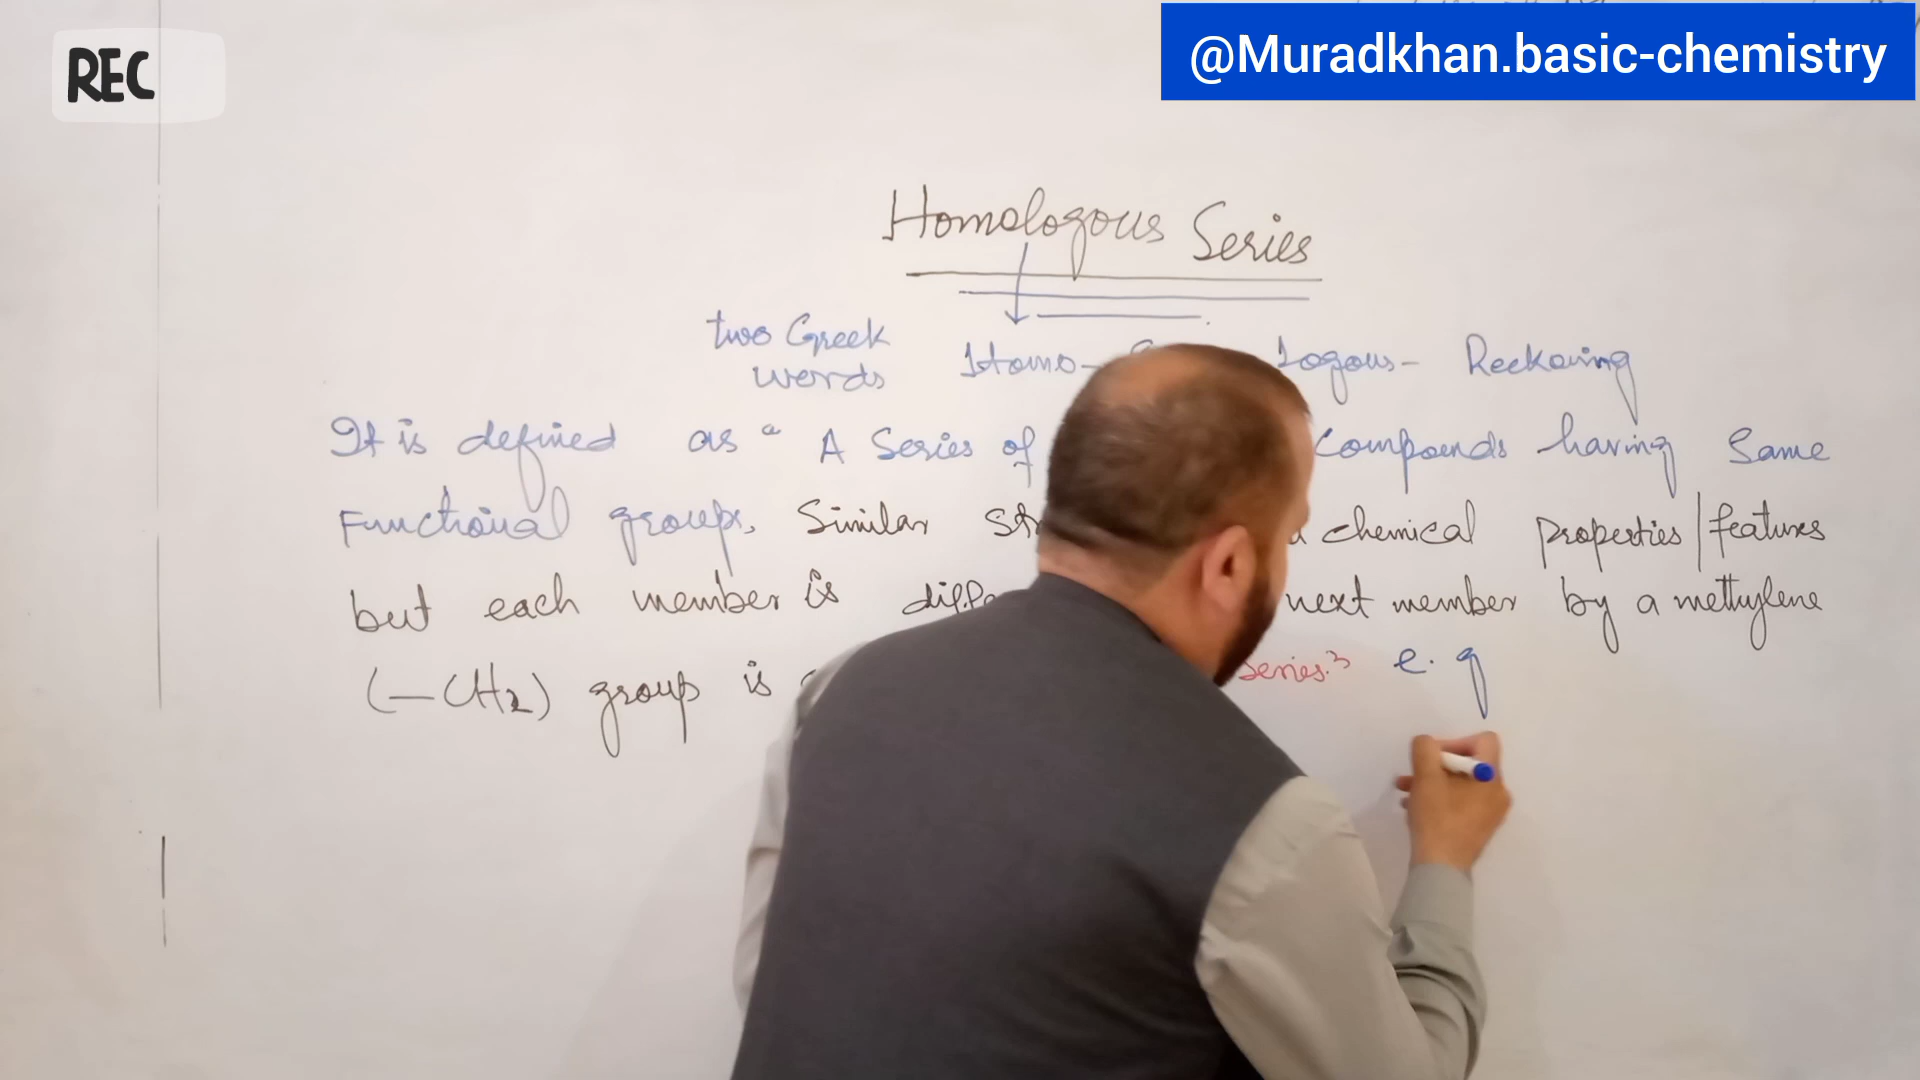 REC
@Muradkhan.basic-chemistry
Homologous Series
two Greek words Homo- Logous- Reckoning
It is defined as " A Series of Compounds having Same
Functional groups, Similar chemical properties/features
but each member is next member by a methylene
(-CH2) group is series." e.g